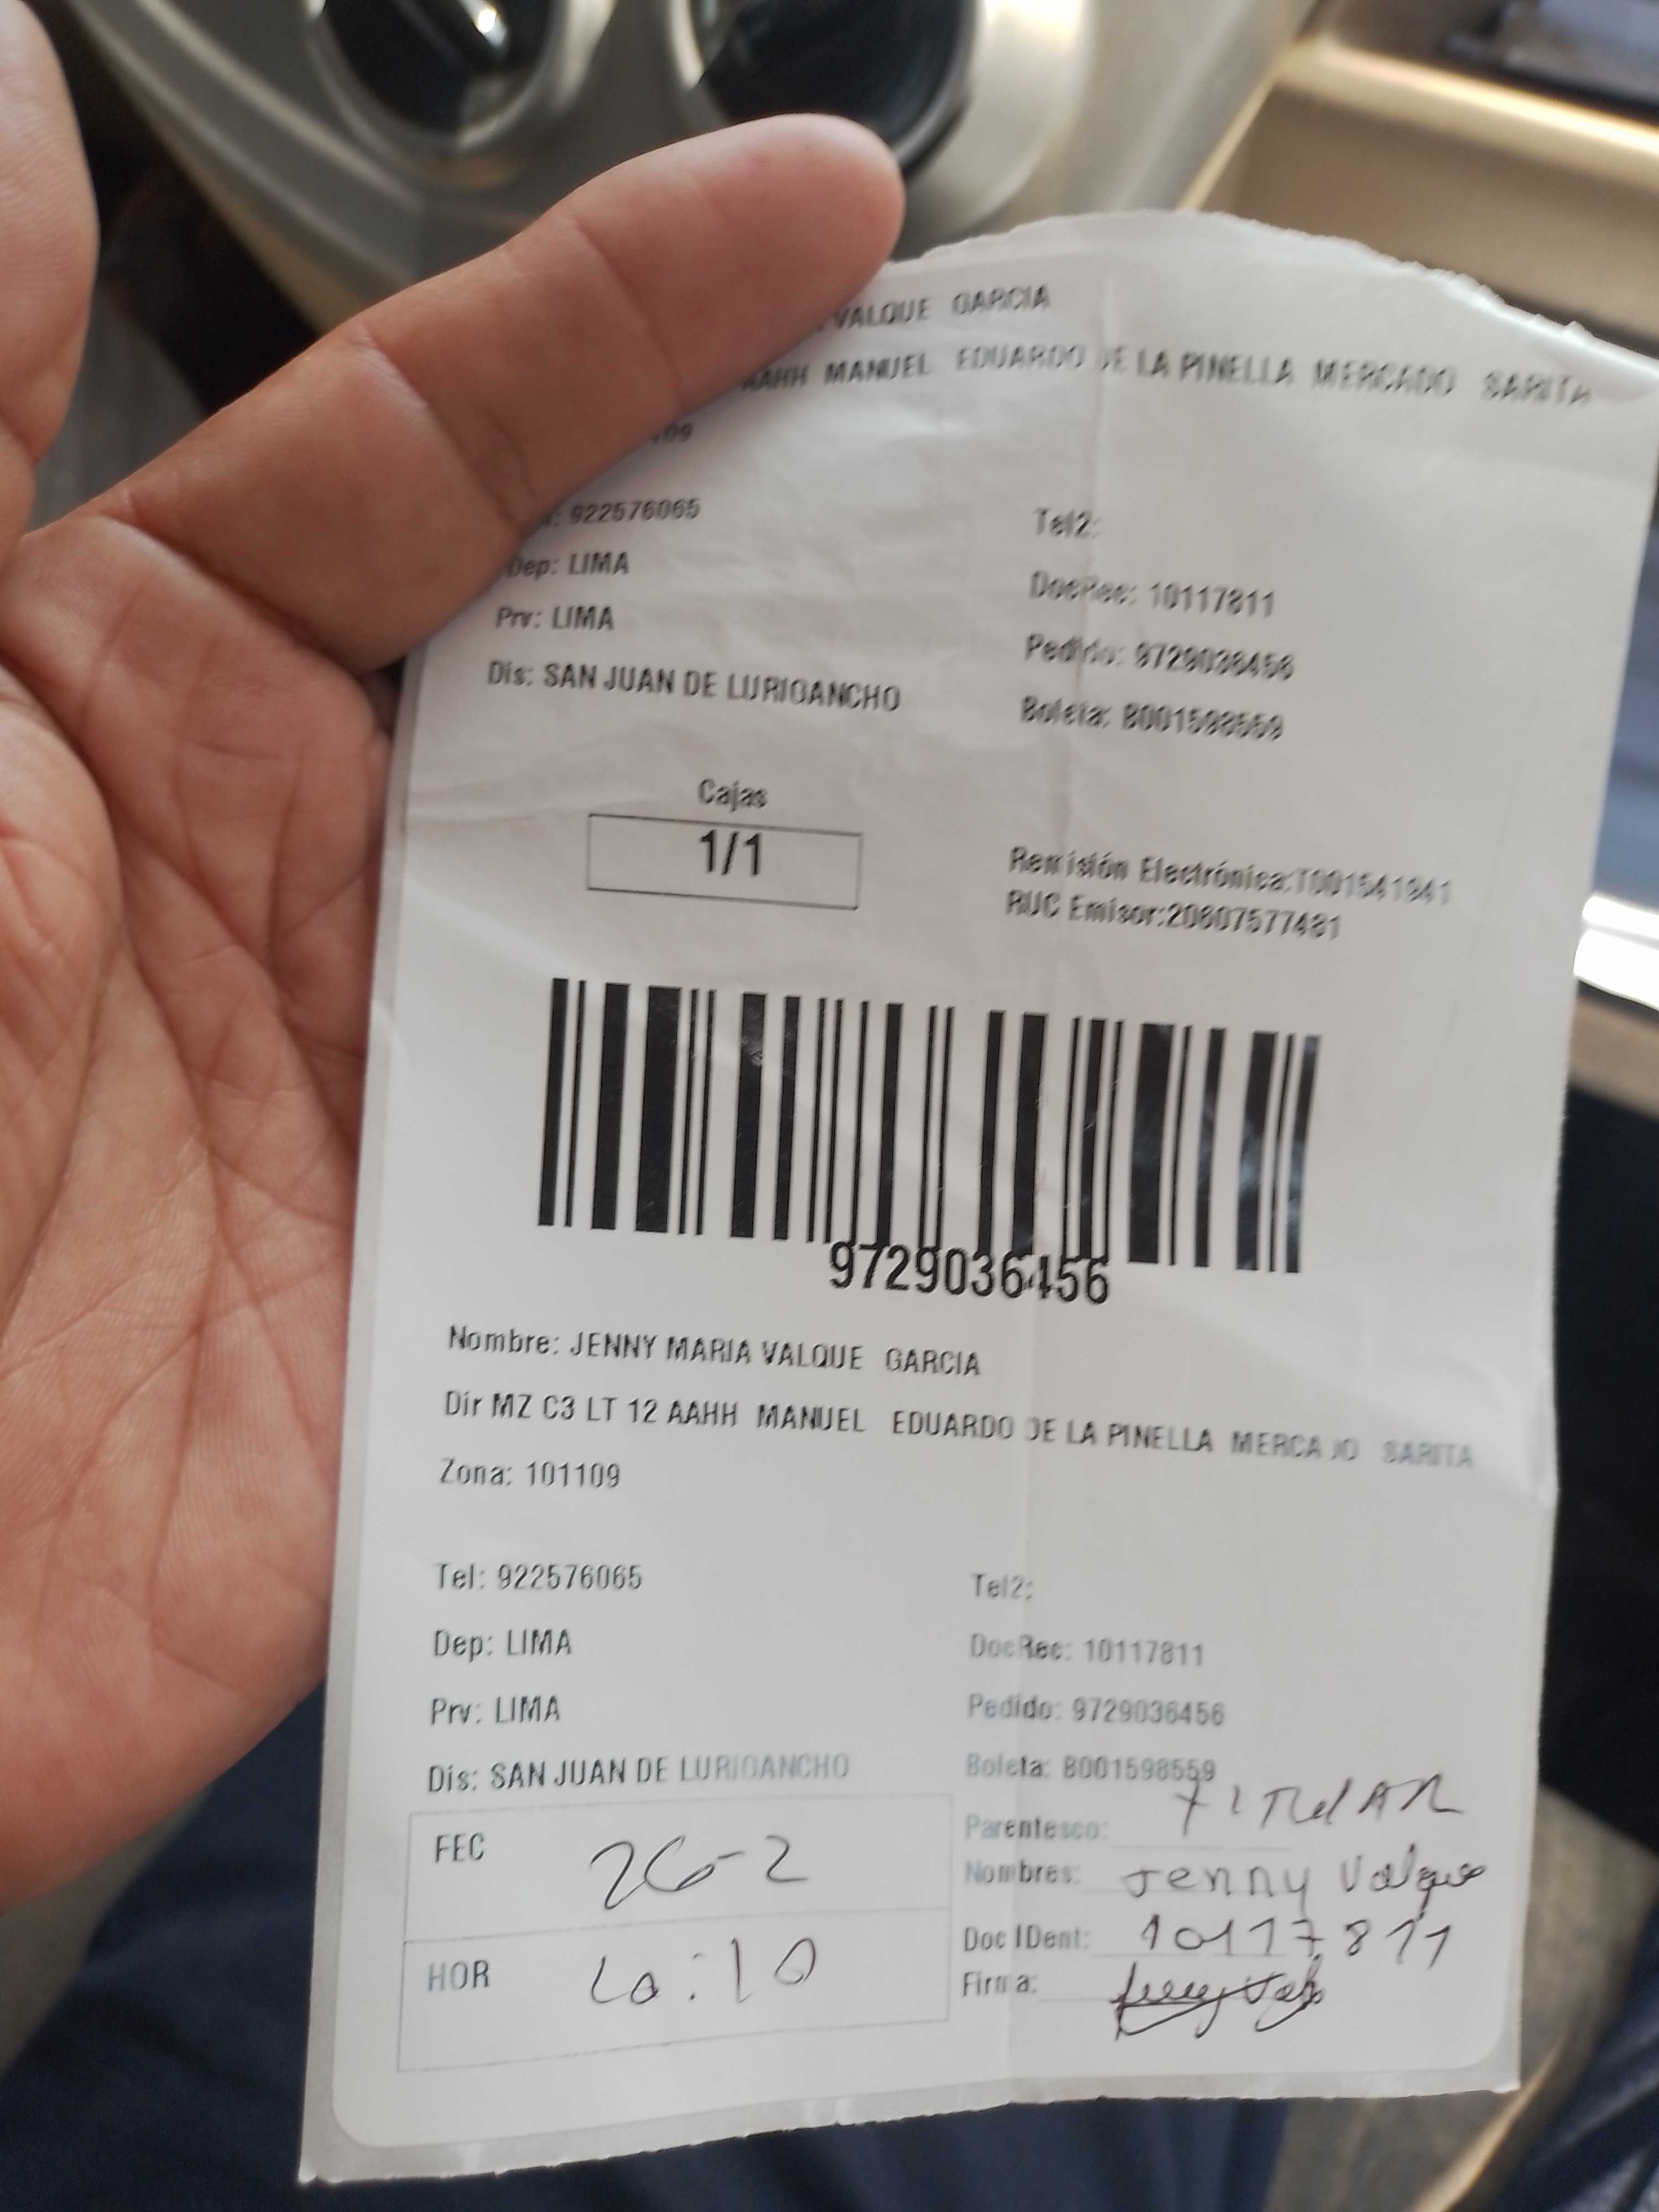 VALQUE GARCIA
AAHH MANUEL EDUARDO DE LA PINELLA MERCADO SARITA
109
: 922576065
Tel2:
Dep: LIMA
DocRec: 10117811
Prv: LIMA
Pedido: 9729036456
Dis: SAN JUAN DE LURIGANCHO
Boleta: B001598559
Cajas
1/1
Remisión Electrónica:T001541941
RUC Emisor:20607577481
9729036456
Nombre: JENNY MARIA VALQUE GARCIA
Dir MZ C3 LT 12 AAHH MANUEL EDUARDO DE LA PINELLA MERCADO SARITA
Zona: 101109
Tel: 922576065
Tel2:
Dep: LIMA
DocRec: 10117811
Prv: LIMA
Pedido: 9729036456
Dis: SAN JUAN DE LURIGANCHO
Boleta: B001598559
FEC 26-2
Parentesco: TITULAR
Nombres: Jenny Valque
HOR
Doc IDent: 10117811
Firma: